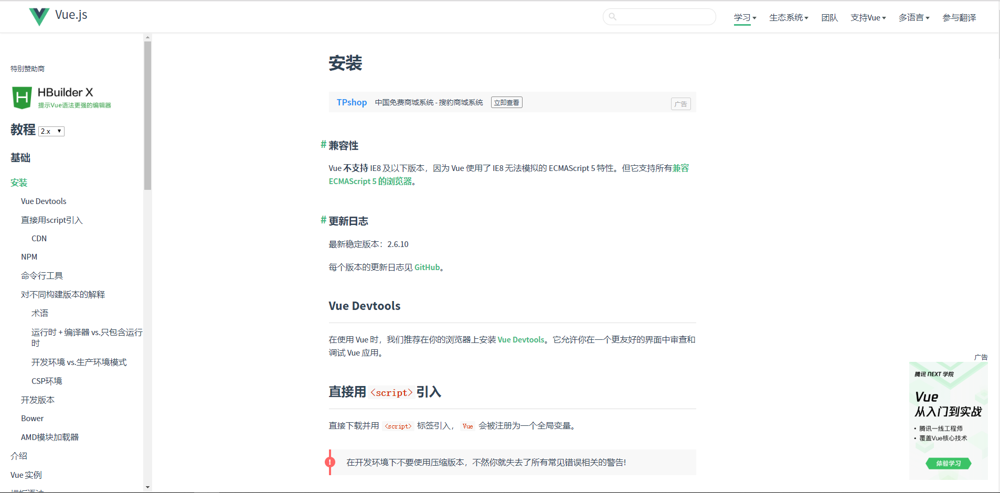 Vue.js
学习
生态系统
团队
支持Vue
多语言
参与翻译
特别赞助商
HBuilder X
提示Vue语法更强的编辑器
教程 2.x
基础
安装
Vue Devtools
直接用script引入
CDN
NPM
命令行工具
对不同构建版本的解释
术语
运行时 + 编译器 vs.只包含运行
时
开发环境 vs.生产环境模式
CSP环境
开发版本
Bower
AMD模块加载器
介绍
Vue 实例
安装
TPshop 中国免费商城系统 - 搜豹商城系统 立即查看 广告
# 兼容性
Vue 不支持 IE8 及以下版本，因为 Vue 使用了 IE8 无法模拟的 ECMAScript 5 特性。但它支持所有兼容
ECMAScript 5 的浏览器。
# 更新日志
最新稳定版本：2.6.10
每个版本的更新日志见 GitHub。
Vue Devtools
在使用 Vue 时，我们推荐在你的浏览器上安装 Vue Devtools。它允许你在一个更友好的界面中审查和
调试 Vue 应用。
直接用 <script> 引入
直接下载并用 <script> 标签引入， Vue 会被注册为一个全局变量。
! 在开发环境下不要使用压缩版本，不然你就失去了所有常见错误相关的警告!
广告
腾讯 NEXT 学院
Vue
从入门到实战
• 腾讯一线工程师
• 覆盖Vue核心技术
体验学习